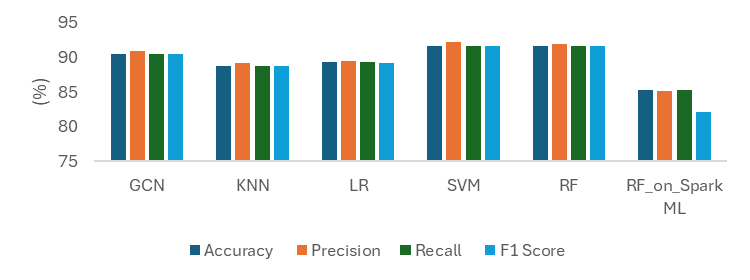 95
90
85
80
75
(%)
GCN KNN LR SVM RF RF_on_Spark
ML
Accuracy Precision Recall F1 Score